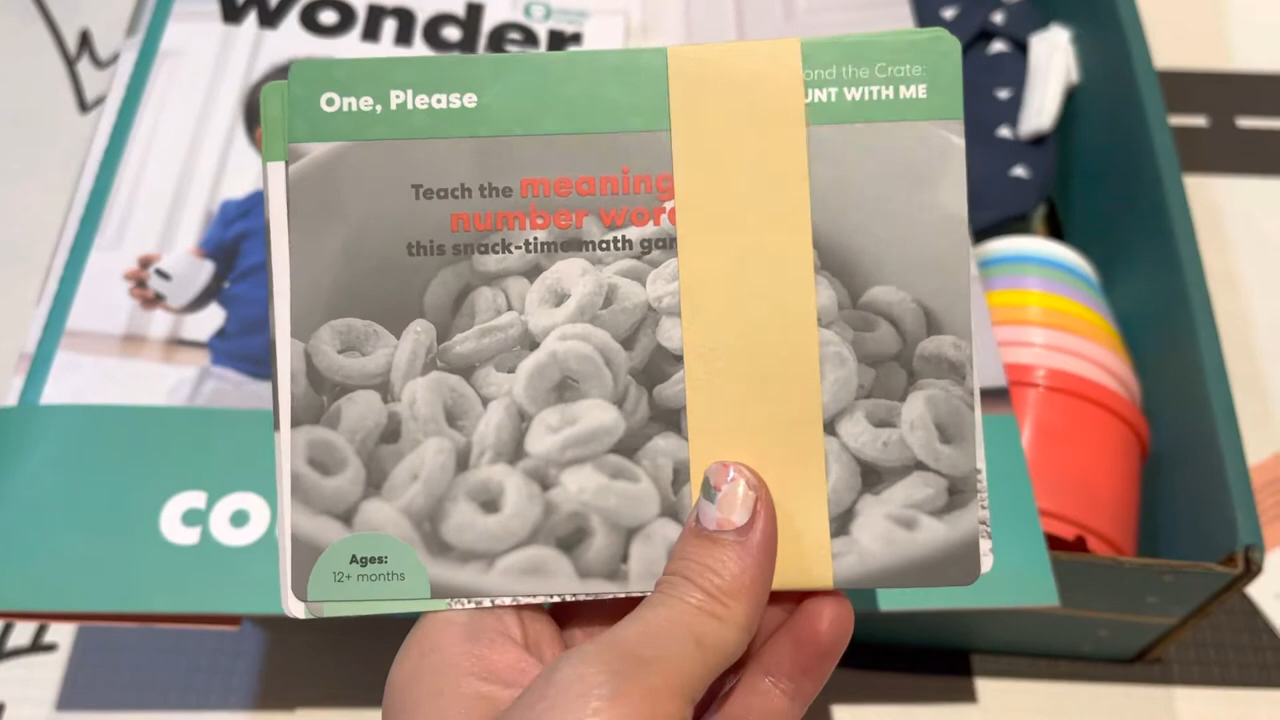 wonder
One, Please
ond the Crate:
UNT WITH ME
Teach the meaning
number wor
this snack-time math gam
Ages:
12+ months
co